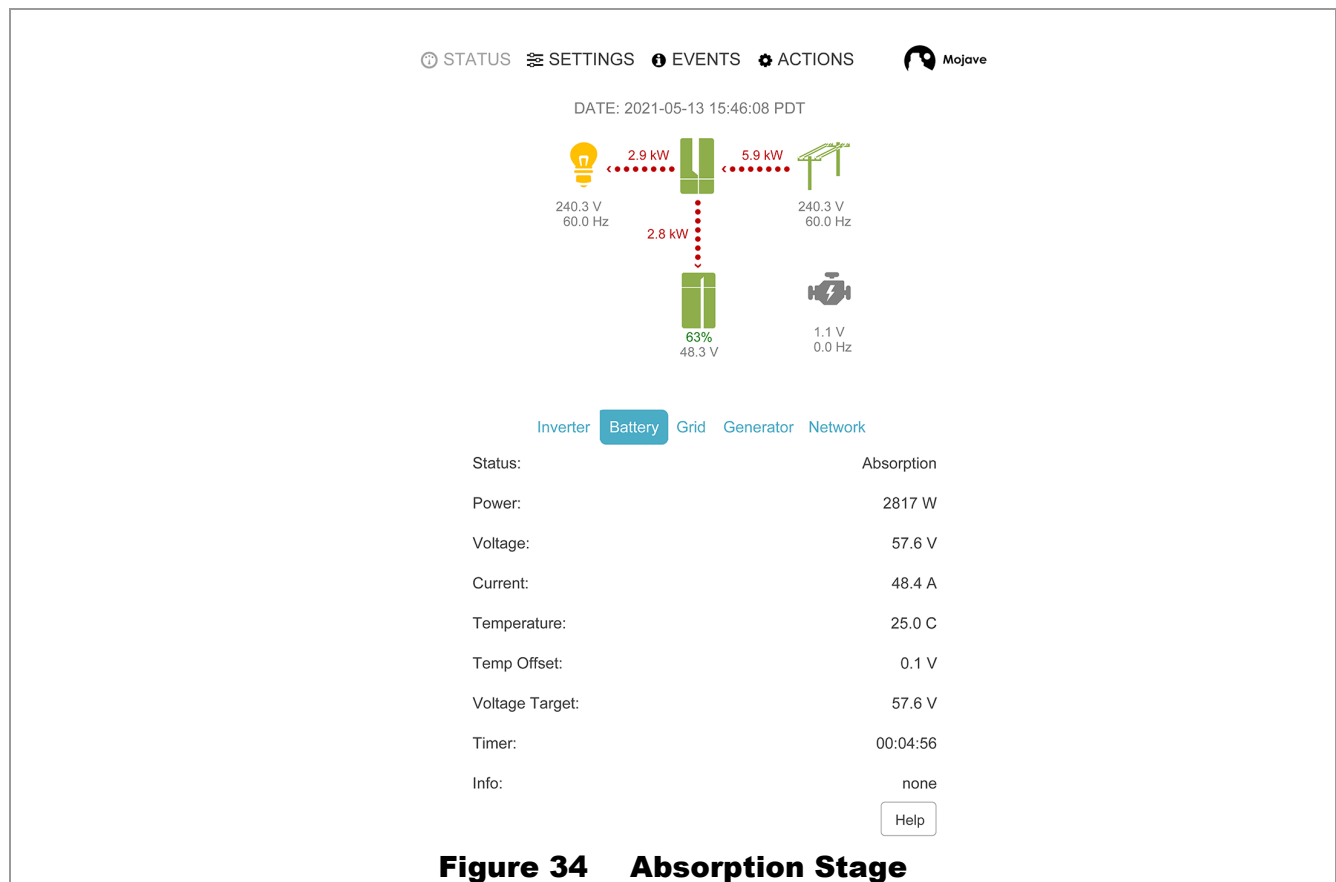 STATUS SETTINGS EVENTS ACTIONS Mojave
DATE: 2021-05-13 15:46:08 PDT
2.9 kW 5.9 kW
240.3 V 240.3 V
60.0 Hz 60.0 Hz
2.8 kW
63%
48.3 V
1.1 V
0.0 Hz
Inverter Battery Grid Generator Network
Status: Absorption
Power: 2817 W
Voltage: 57.6 V
Current: 48.4 A
Temperature: 25.0 C
Temp Offset: 0.1 V
Voltage Target: 57.6 V
Timer: 00:04:56
Info: none
Help
Figure 34 Absorption Stage